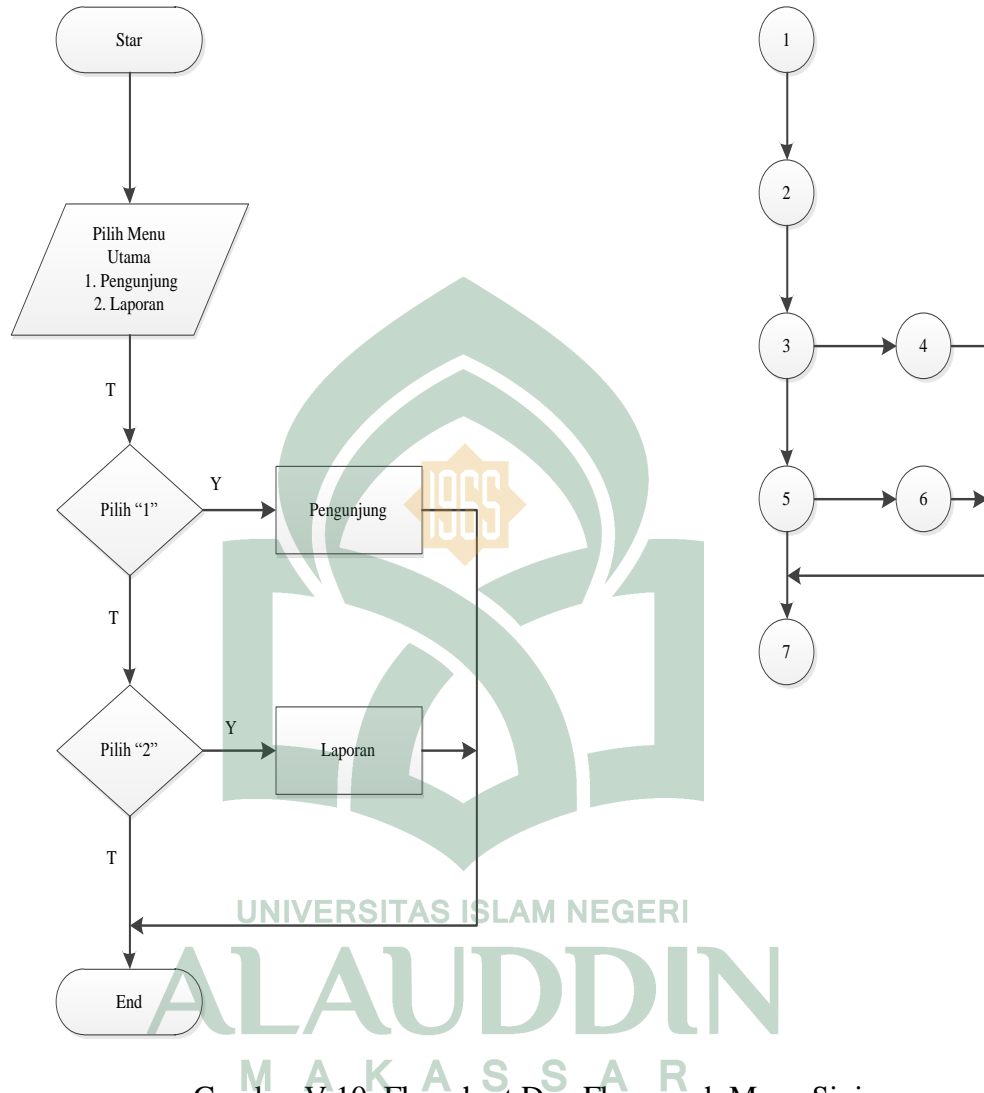 Star
Pilih Menu
Utama
1. Pengunjung
2. Laporan
T
Pilih “1”
Y
Pengunjung
T
Pilih “2”
Y
Laporan
T
End
1
2
3
4
5
6
7
1965
UNIVERSITAS ISLAM NEGERI
ALAUDDIN
MAKASSAR